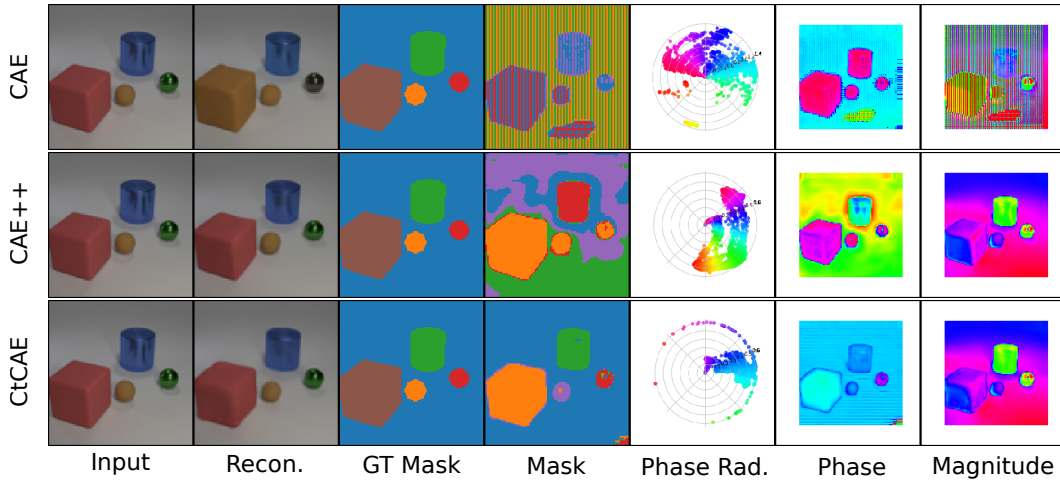 CAE
CAE++
CtCAE
Input Recon. GT Mask Mask Phase Rad. Phase Magnitude